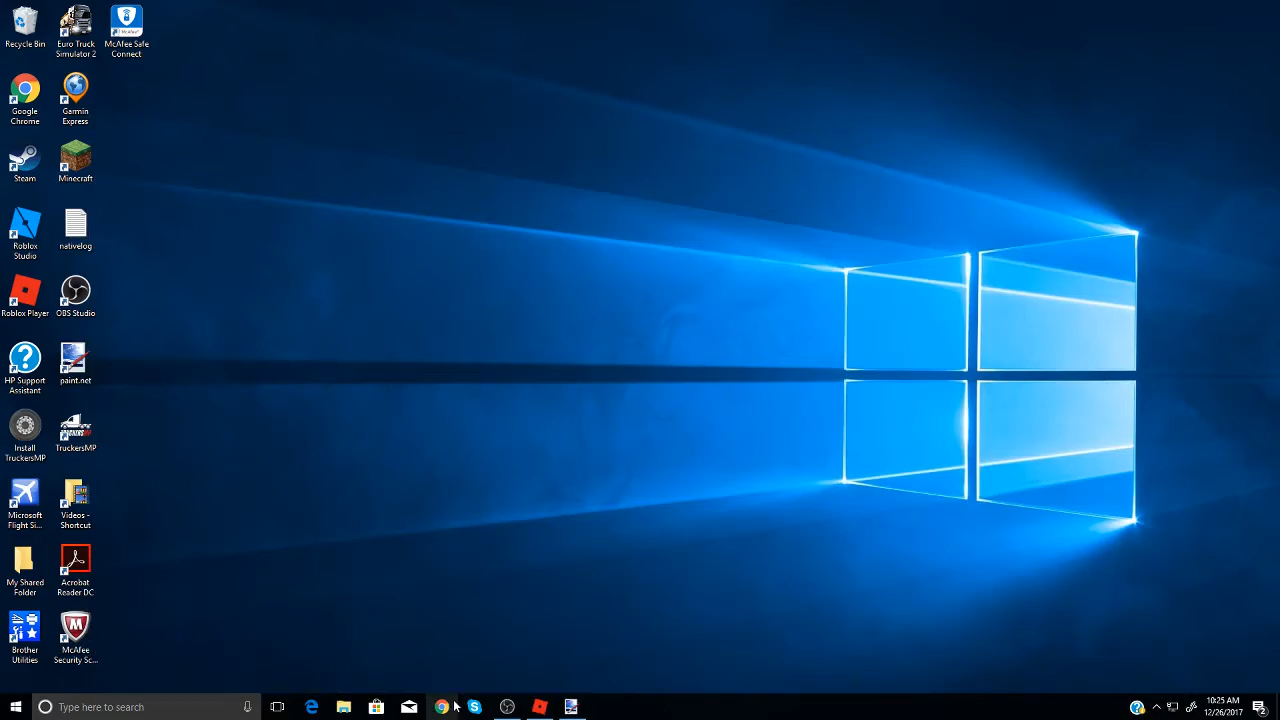 Recycle Bin
Euro Truck
Simulator 2
McAfee Safe
Connect
Google
Chrome
Garmin
Express
Steam
Minecraft
Roblox
Studio
nativelog
Roblox Player
OBS Studio
HP Support
Assistant
paint.net
Install
TruckersMP
TruckersMP
Microsoft
Flight Si...
Videos -
Shortcut
My Shared
Folder
Acrobat
Reader DC
Brother
Utilities
McAfee
Security Sc...
Type here to search
10:25 AM
12/26/2017